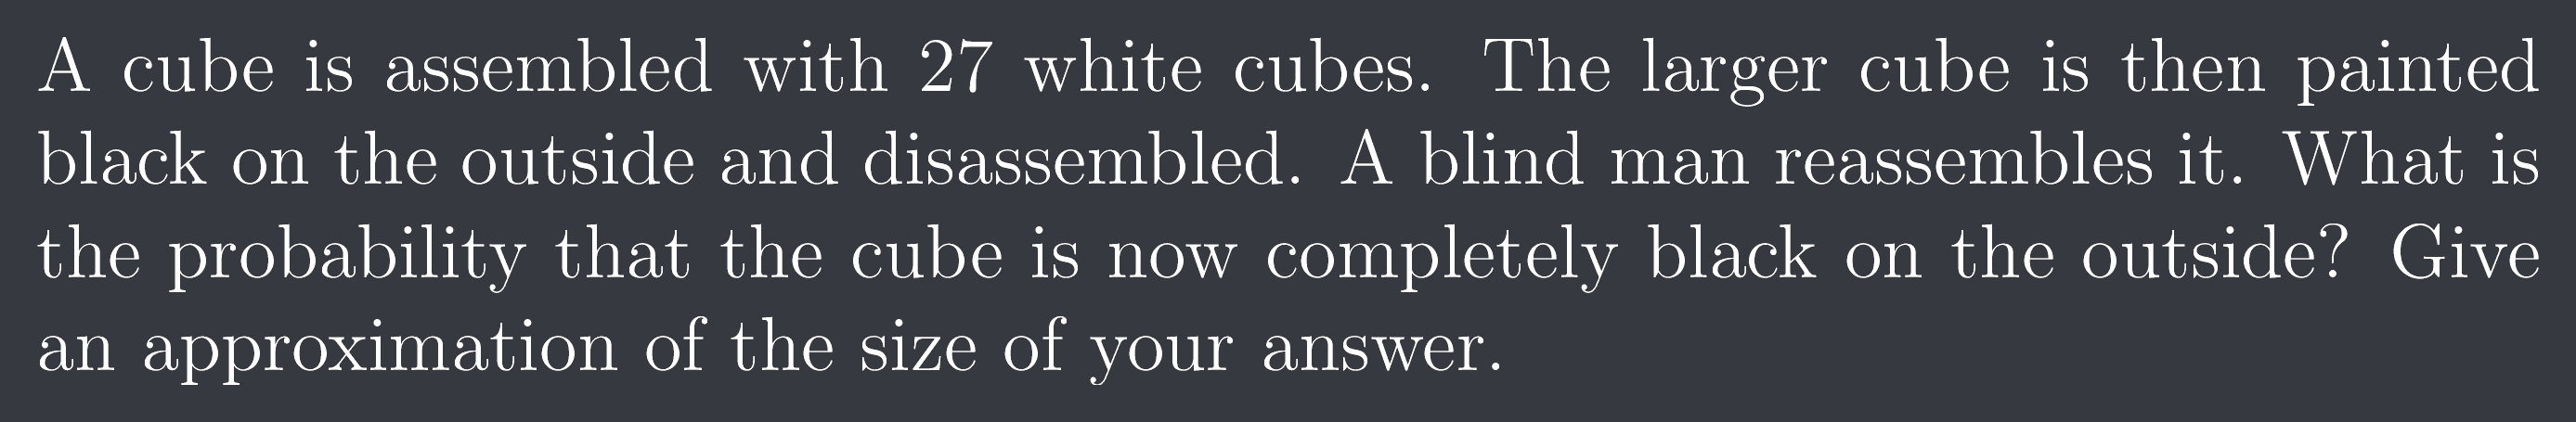 A cube is assembled with 27 white cubes. The larger cube is then painted
black on the outside and disassembled. A blind man reassembles it. What is
the probability that the cube is now completely black on the outside? Give
an approximation of the size of your answer.